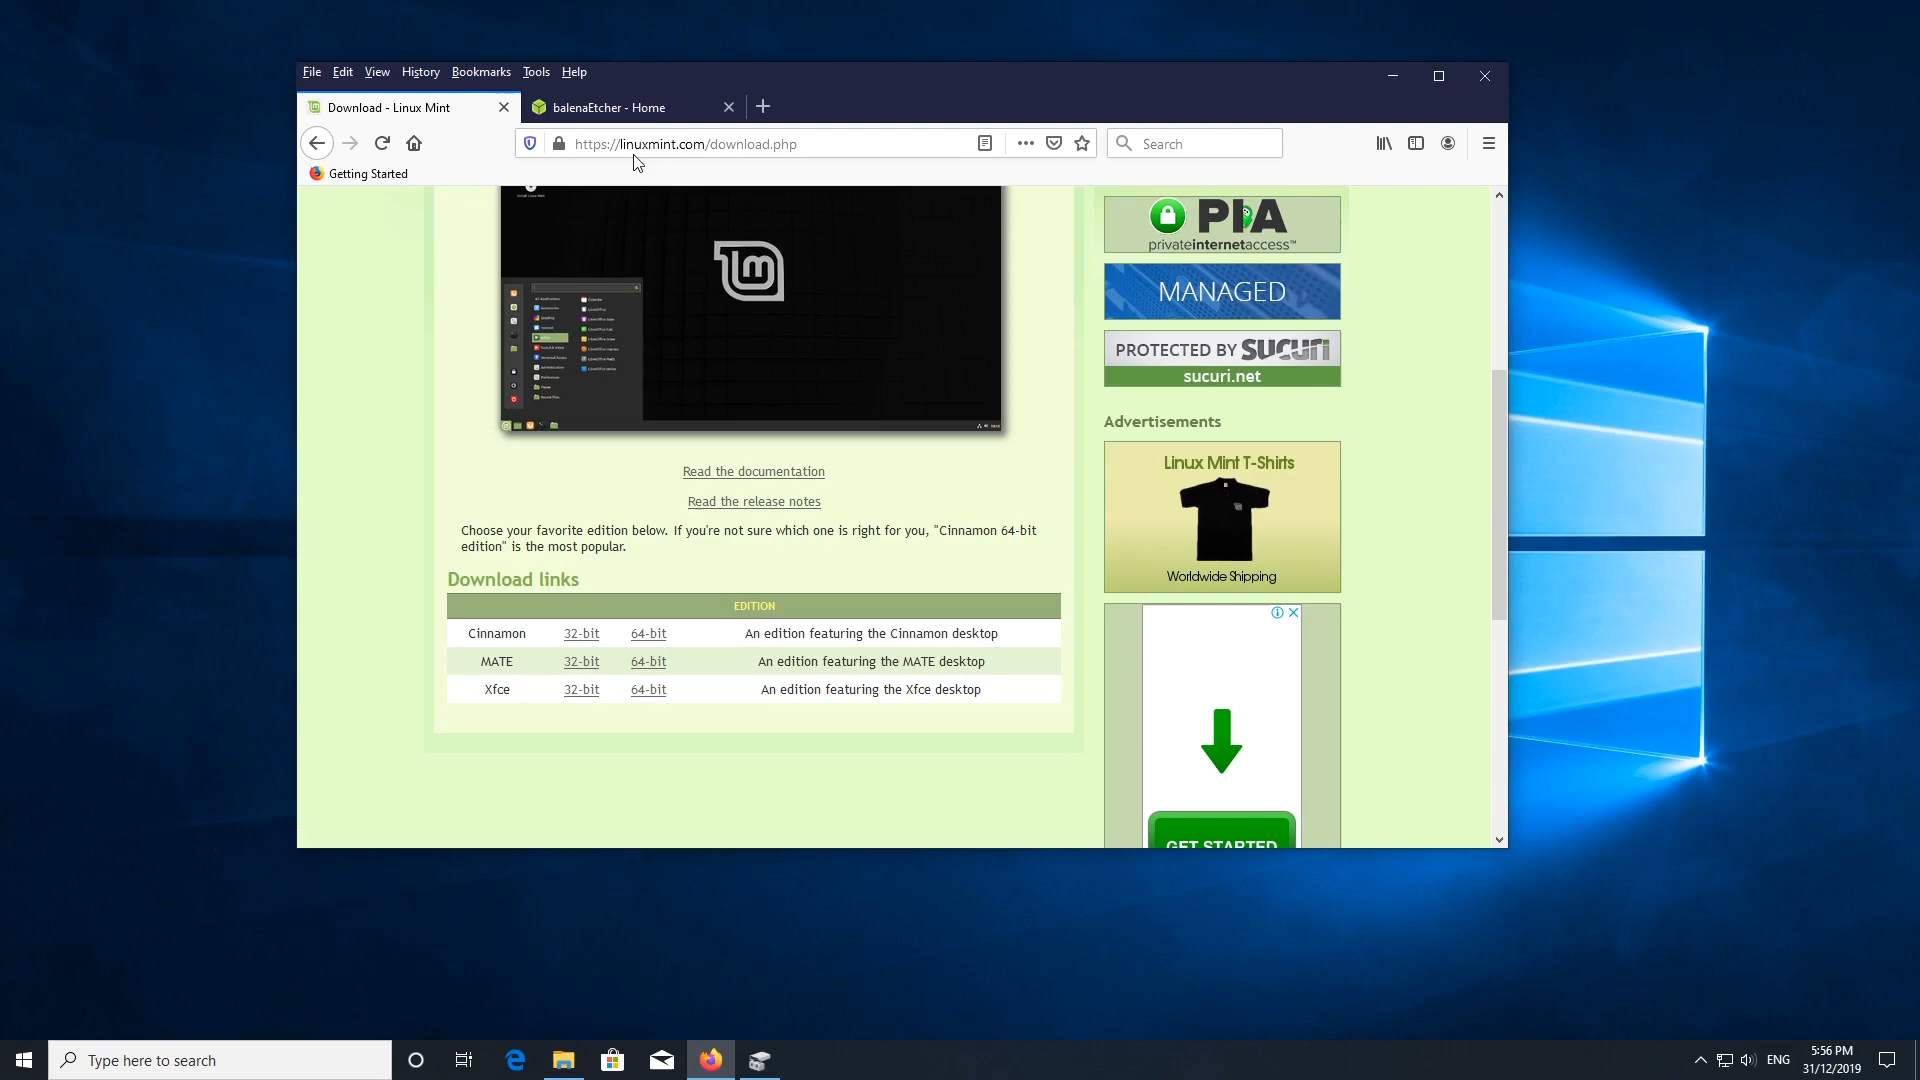 File Edit View History Bookmarks Tools Help
Download - Linux Mint
balenaEtcher - Home
https://linuxmint.com/download.php
Search
Getting Started
PIA
privateinternetaccess™
MANAGED
PROTECTED BY SUCURI
sucuri.net
Advertisements
Linux Mint T-Shirts
Worldwide Shipping
GET STARTED
Read the documentation
Read the release notes
Choose your favorite edition below. If you're not sure which one is right for you, "Cinnamon 64-bit
edition" is the most popular.
Download links
EDITION
Cinnamon 32-bit 64-bit An edition featuring the Cinnamon desktop
MATE 32-bit 64-bit An edition featuring the MATE desktop
Xfce 32-bit 64-bit An edition featuring the Xfce desktop
Type here to search
ENG
5:56 PM
31/12/2019